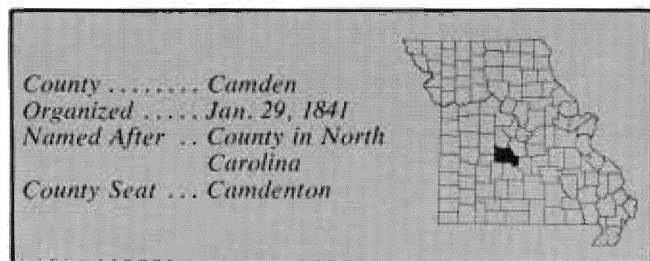 County ........ Camden
Organized ..... Jan. 29, 1841
Named After .. County in North
Carolina
County Seat ... Camdenton